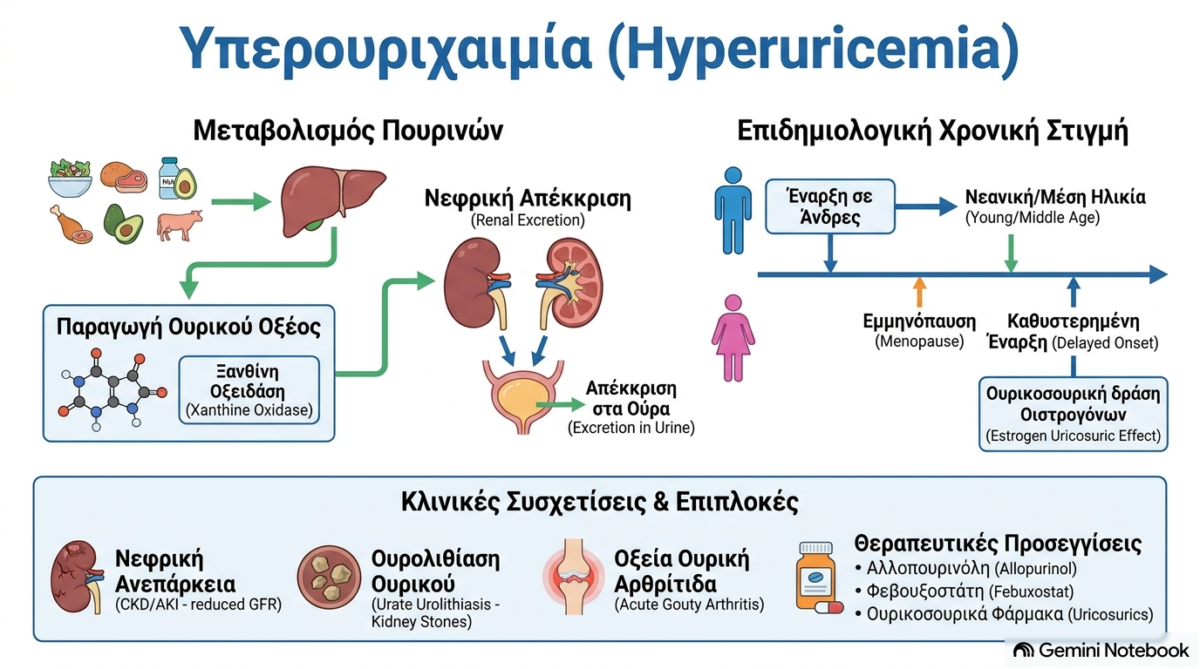 Υπερουριχαιμία (Hyperuricemia)
Μεταβολισμός Πουρινών
Νεφρική Απέκκριση
(Renal Excretion)
Παραγωγή Ουρικού Οξέος
Ξανθίνη
Οξειδάση
(Xanthine Oxidase)
Απέκκριση
στα Ούρα
(Excretion in Urine)
Επιδημιολογική Χρονική Στιγμή
Έναρξη σε
Άνδρες
Νεανική/Μέση Ηλικία
(Young/Middle Age)
Εμμηνόπαυση
(Menopause)
Καθυστερημένη
Έναρξη (Delayed Onset)
Ουρικοσουρική δράση
Οιστρογόνων
(Estrogen Uricosuric Effect)
Κλινικές Συσχετίσεις & Επιπλοκές
Νεφρική
Ανεπάρκεια
(CKD/AKI - reduced GFR)
Ουρολιθίαση
Ουρικού
(Urate Urolithiasis -
Kidney Stones)
Οξεία Ουρική
Αρθρίτιδα
(Acute Gouty Arthritis)
Θεραπευτικές Προσεγγίσεις
• Αλλοπουρινόλη (Allopurinol)
• Φεβουξοστάτη (Febuxostat)
• Ουρικοσουρικά Φάρμακα (Uricosurics)
Gemini Notebook